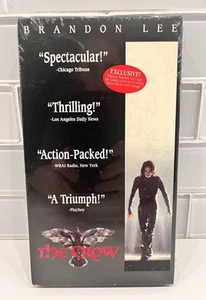 BRANDON LEE
"Spectacular!"
-Chicago Tribune
EXCLUSIVE!
"Thrilling!"
-Los Angeles Daily News
"Action-Packed!"
-WBAI Radio, New York
"A Triumph!"
-Playboy
THE CROW